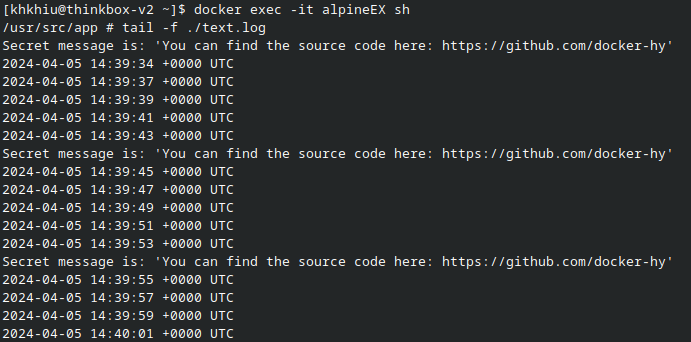 [khkhiu@thinkbox-v2 ~]$ docker exec -it alpineEX sh
/usr/src/app # tail -f ./text.log
Secret message is: 'You can find the source code here: https://github.com/docker-hy'
2024-04-05 14:39:34 +0000 UTC
2024-04-05 14:39:37 +0000 UTC
2024-04-05 14:39:39 +0000 UTC
2024-04-05 14:39:41 +0000 UTC
2024-04-05 14:39:43 +0000 UTC
Secret message is: 'You can find the source code here: https://github.com/docker-hy'
2024-04-05 14:39:45 +0000 UTC
2024-04-05 14:39:47 +0000 UTC
2024-04-05 14:39:49 +0000 UTC
2024-04-05 14:39:51 +0000 UTC
2024-04-05 14:39:53 +0000 UTC
Secret message is: 'You can find the source code here: https://github.com/docker-hy'
2024-04-05 14:39:55 +0000 UTC
2024-04-05 14:39:57 +0000 UTC
2024-04-05 14:39:59 +0000 UTC
2024-04-05 14:40:01 +0000 UTC